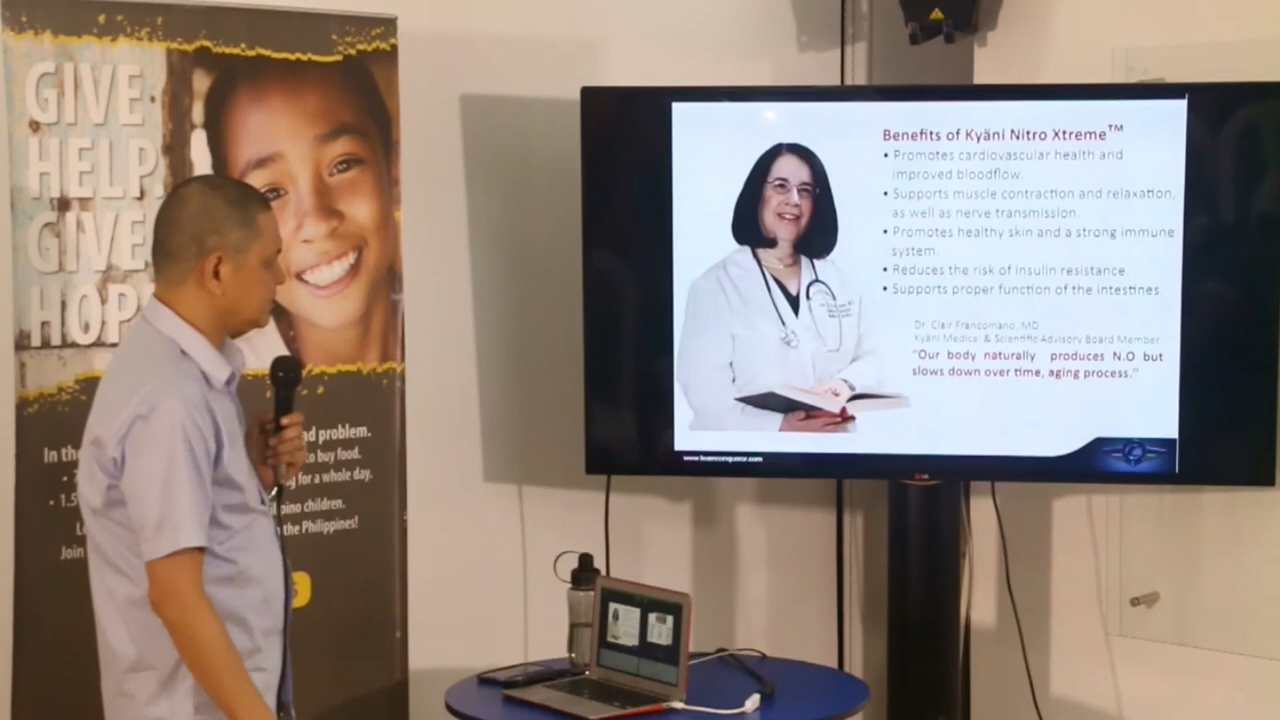 GIVE
HELP.
GIVE
HOP
In the
ad problem.
to buy food.
g for a whole day.
• 1.5
pino children.
the Philippines!
Join
Benefits of Kyäni Nitro Xtreme™
• Promotes cardiovascular health and
improved bloodflow.
• Supports muscle contraction and relaxation,
as well as nerve transmission.
• Promotes healthy skin and a strong immune
system.
• Reduces the risk of insulin resistance.
• Supports proper function of the intestines.
Dr. Clair Francomano, MD
Kyäni Medical & Scientific Advisory Board Member
"Our body naturally produces N.O but
slows down over time, aging process."
LG